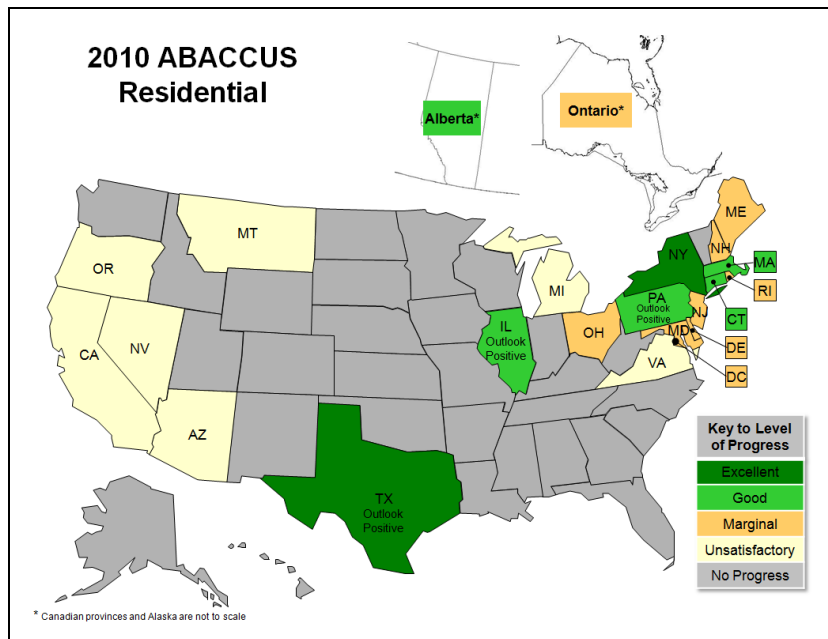 2010 ABACCUS
Residential
Alberta*
Ontario*
ME
MT
NH
NY
MA
OR
RI
MI
PA
Outlook
Positive
NJ
IL
Outlook
Positive
CT
OH
MD
DE
CA
NV
VA
DC
AZ
TX
Outlook
Positive
Key to Level
of Progress
Excellent
Good
Marginal
Unsatisfactory
No Progress
* Canadian provinces and Alaska are not to scale